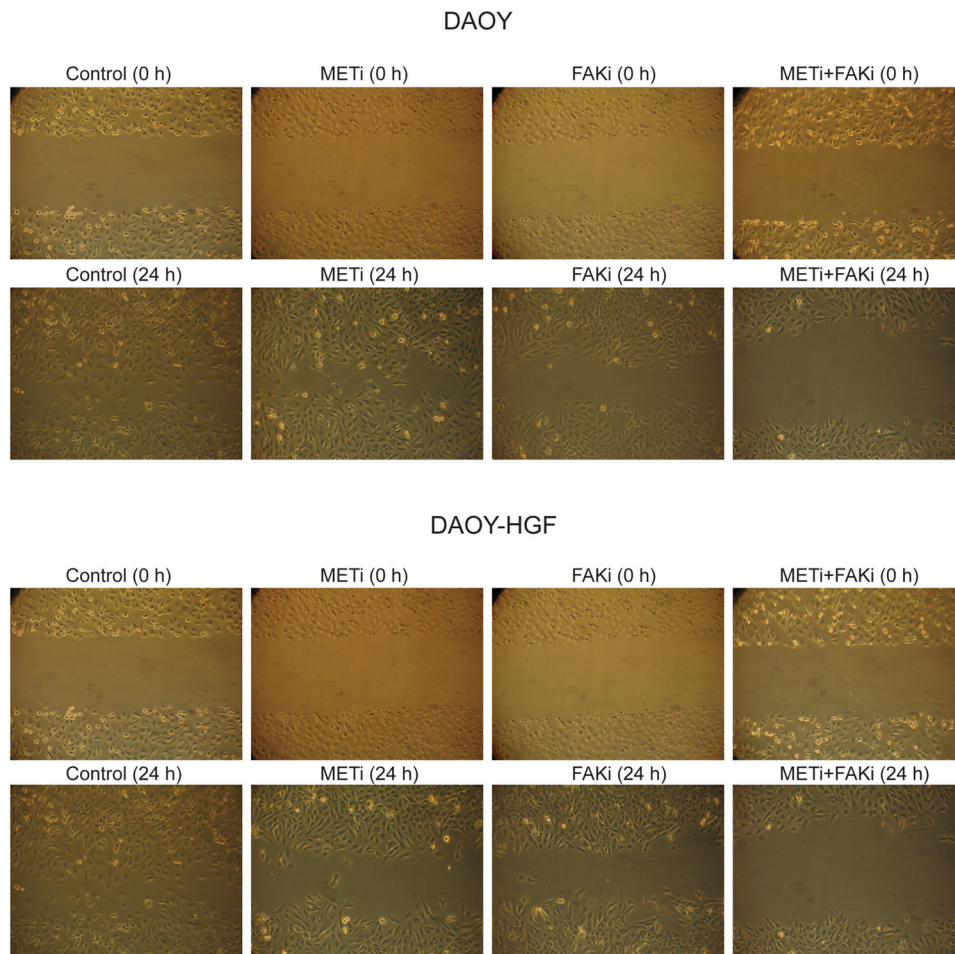 DAOY
Control (0 h) METi (0 h) FAKi (0 h) METi+FAKi (0 h)
Control (24 h) METi (24 h) FAKi (24 h) METi+FAKi (24 h)
DAOY-HGF
Control (0 h) METi (0 h) FAKi (0 h) METi+FAKi (0 h)
Control (24 h) METi (24 h) FAKi (24 h) METi+FAKi (24 h)